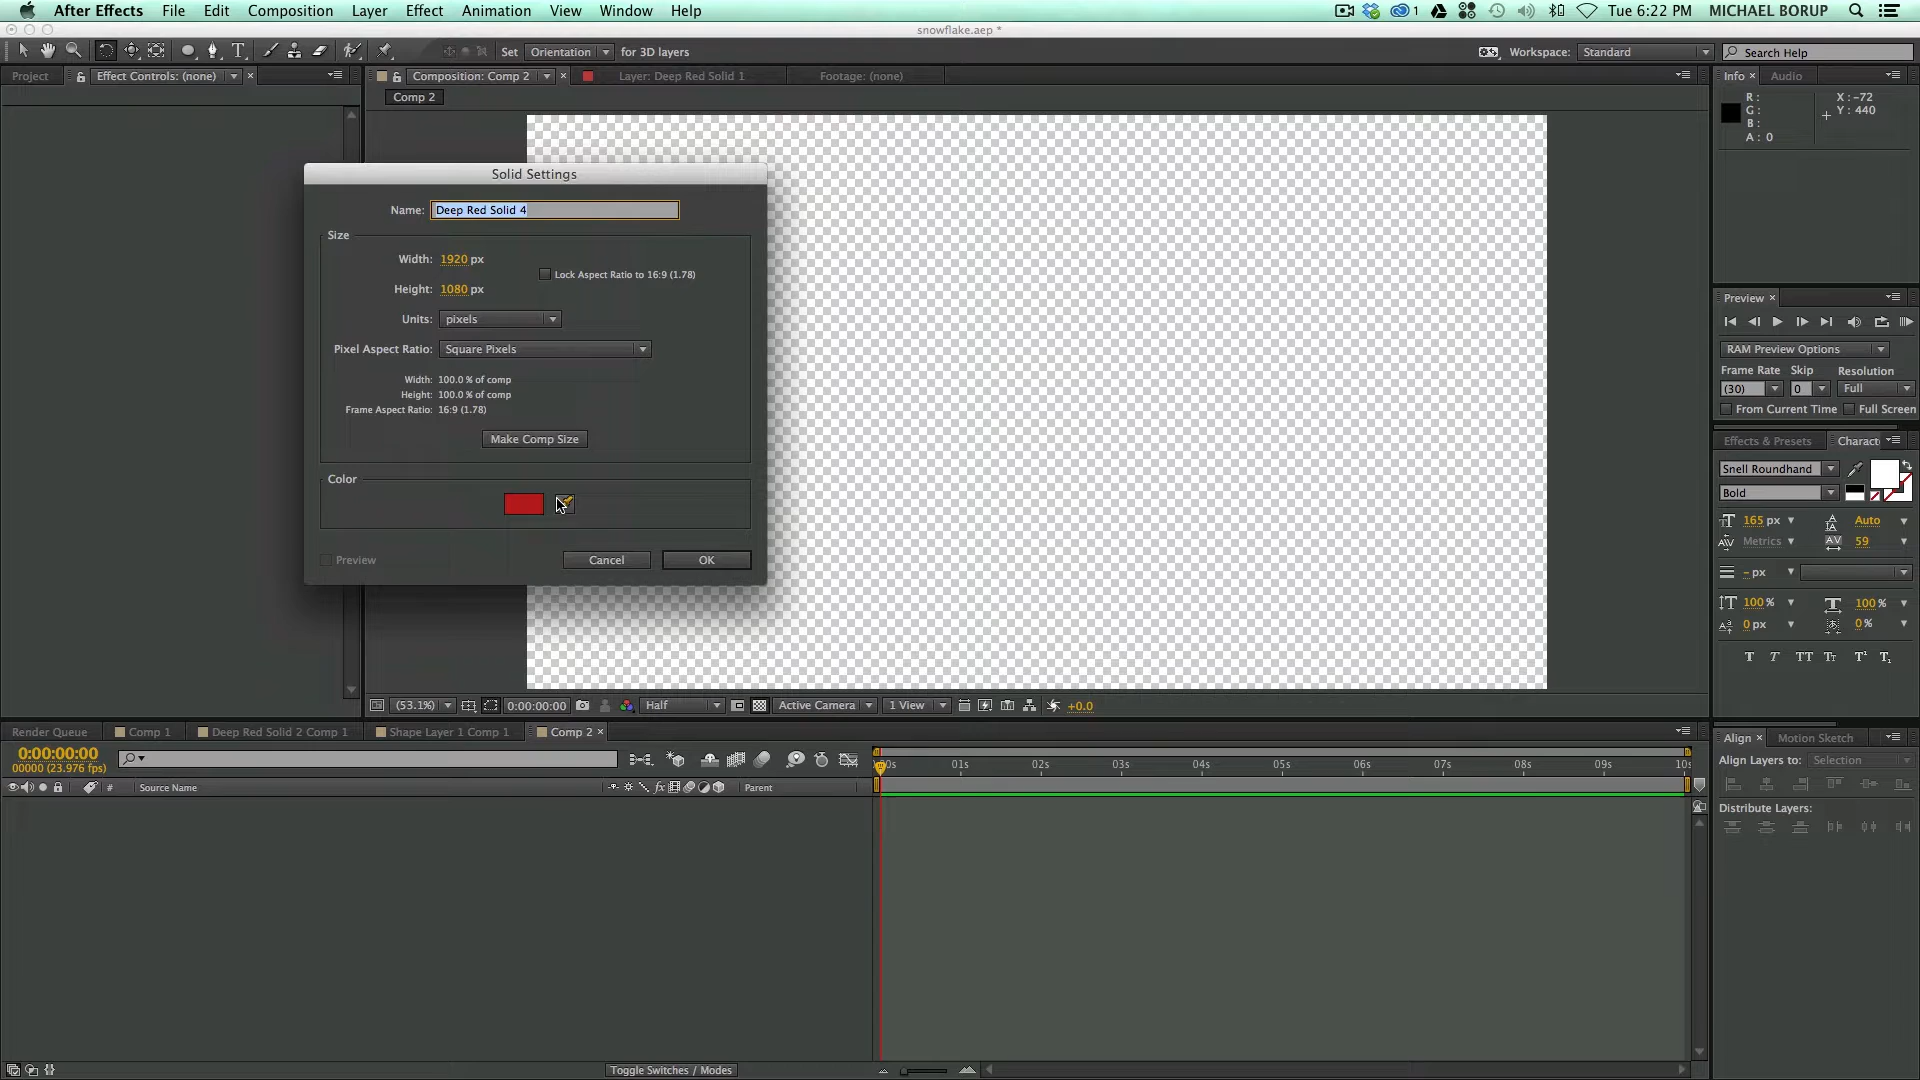 After Effects File Edit Composition Layer Effect Animation View Window Help
1 Tue 6:22 PM MICHAEL BORUP
snowflake.aep *
Set Orientation for 3D layers
Workspace: Standard
Search Help
Project Effect Controls: (none) ×
Composition: Comp 2 × Layer: Deep Red Solid 1 Footage: (none)
Info × Audio
Comp 2
R :
G :
B :
A : 0
X : -72
Y : 440
Solid Settings
Name: Deep Red Solid 4
Size
Width: 1920 px
Lock Aspect Ratio to 16:9 (1.78)
Height: 1080 px
Units: pixels
Pixel Aspect Ratio: Square Pixels
Width: 100.0 % of comp
Height: 100.0 % of comp
Frame Aspect Ratio: 16:9 (1.78)
Make Comp Size
Color
Preview Cancel OK
Preview ×
RAM Preview Options
Frame Rate Skip Resolution
(30) 0 Full
From Current Time Full Screen
Effects & Presets Charact
Snell Roundhand
Bold
165 px Auto
Metrics 59
- px
100 % 100 %
0 px 0 %
T T TT Tt T¹ T₁
(53.1%) 0:00:00:00 Half Active Camera 1 View +0.0
Render Queue Comp 1 Deep Red Solid 2 Comp 1 Shape Layer 1 Comp 1 Comp 2 ×
0:00:00:00
00000 (23.976 fps)
# Source Name fx Parent
00s 01s 02s 03s 04s 05s 06s 07s 08s 09s 10s
Align × Motion Sketch
Align Layers to: Selection
Distribute Layers:
Toggle Switches / Modes